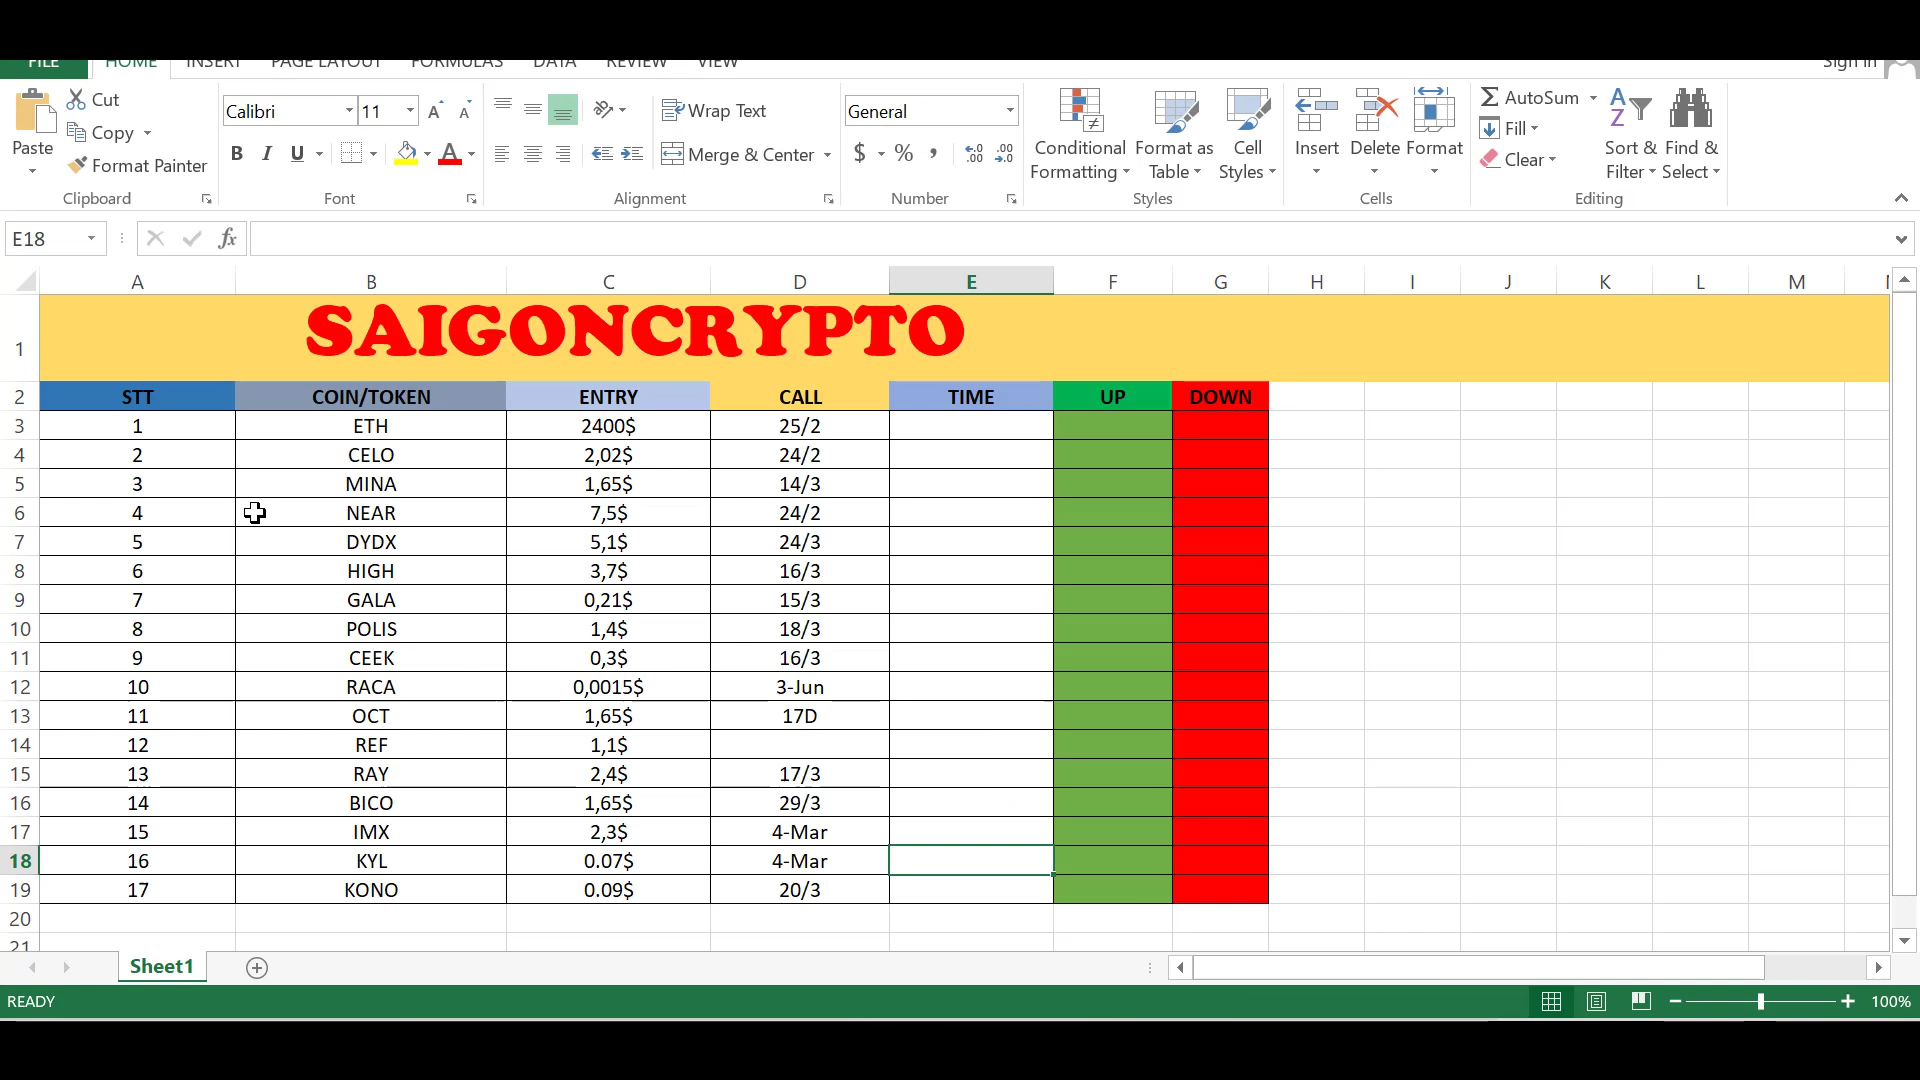 FILE HOME INSERT PAGE LAYOUT FORMULAS DATA REVIEW VIEW Sign in
Cut
Copy
Format Painter
Paste
Clipboard
Calibri 11
B I U
Font
Wrap Text
Merge & Center
Alignment
General
$ % ,
Number
Conditional Formatting
Format as Table
Cell Styles
Styles
Insert Delete Format
Cells
AutoSum
Fill
Clear
Sort & Filter
Find & Select
Editing
E18
fx
A B C D E F G H I J K L M
1 SAIGONCRYPTO
2 STT COIN/TOKEN ENTRY CALL TIME UP DOWN
3 1 ETH 2400$ 25/2
4 2 CELO 2,02$ 24/2
5 3 MINA 1,65$ 14/3
6 4 NEAR 7,5$ 24/2
7 5 DYDX 5,1$ 24/3
8 6 HIGH 3,7$ 16/3
9 7 GALA 0,21$ 15/3
10 8 POLIS 1,4$ 18/3
11 9 CEEK 0,3$ 16/3
12 10 RACA 0,0015$ 3-Jun
13 11 OCT 1,65$ 17D
14 12 REF 1,1$
15 13 RAY 2,4$ 17/3
16 14 BICO 1,65$ 29/3
17 15 IMX 2,3$ 4-Mar
18 16 KYL 0.07$ 4-Mar
19 17 KONO 0.09$ 20/3
20
21
Sheet1
READY 100%